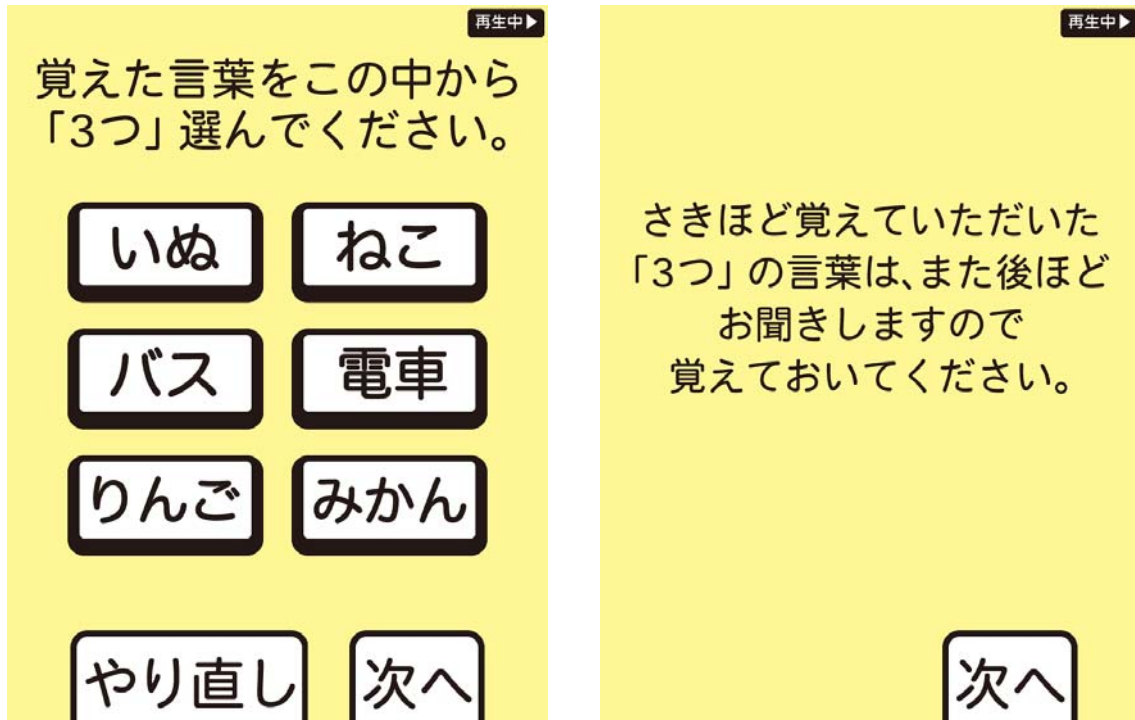 再生中▶
覚えた言葉をこの中から
「3つ」選んでください。
いぬ
ねこ
バス
電車
りんご
みかん
やり直し
次へ
再生中▶
さきほど覚えていただいた
「3つ」の言葉は、また後ほど
お聞きしますので
覚えておいてください。
次へ